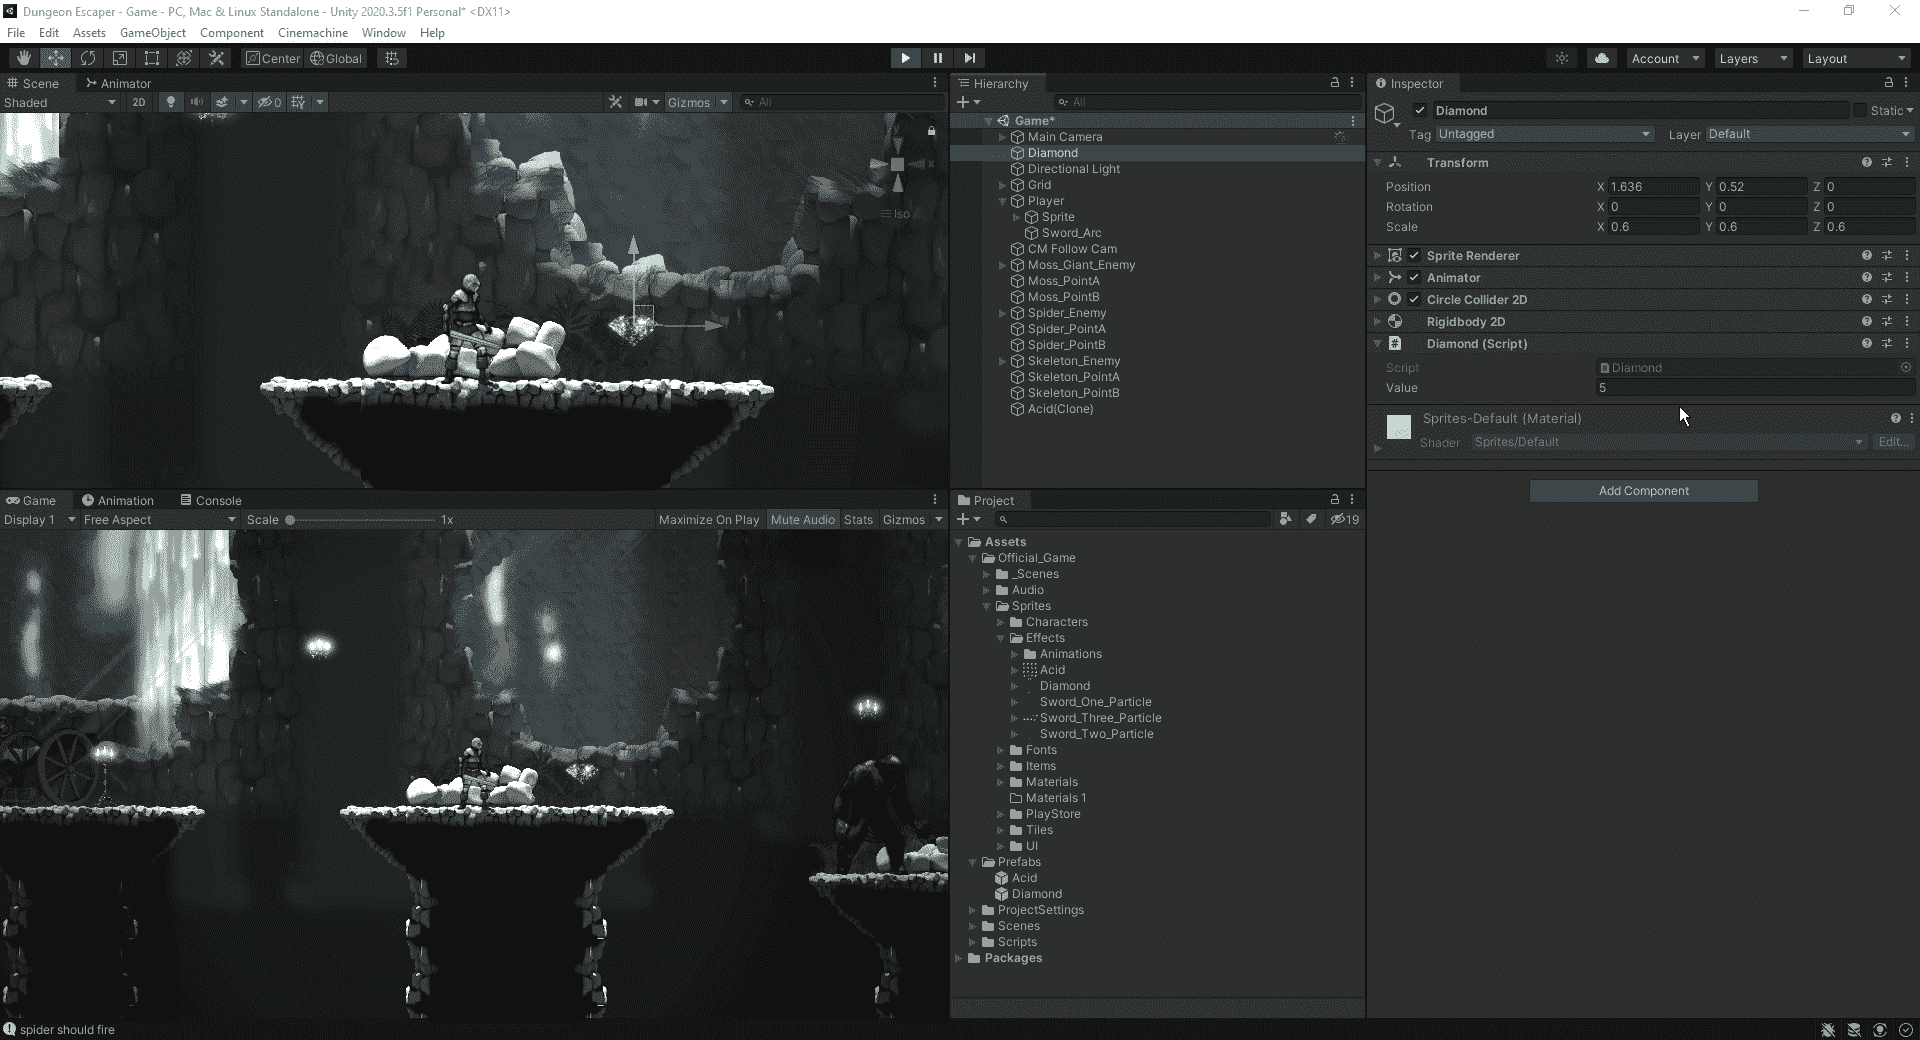 Dungeon Escaper - Game - PC, Mac & Linux Standalone - Unity 2020.3.5f1 Personal* <DX11>
File Edit Assets GameObject Component Cinemachine Window Help
Center Global Account Layers Layout
Scene Animator
Shaded 2D 0 Gizmos All
Iso
Hierarchy
All
Game*
Main Camera
Diamond
Directional Light
Grid
Player
Sprite
Sword_Arc
CM Follow Cam
Moss_Giant_Enemy
Moss_PointA
Moss_PointB
Spider_Enemy
Spider_PointA
Spider_PointB
Skeleton_Enemy
Skeleton_PointA
Skeleton_PointB
Acid(Clone)
Inspector
Diamond Static
Tag Untagged Layer Default
Transform
Position X 1.636 Y 0.52 Z 0
Rotation X 0 Y 0 Z 0
Scale X 0.6 Y 0.6 Z 0.6
Sprite Renderer
Animator
Circle Collider 2D
Rigidbody 2D
Diamond (Script)
Script Diamond
Value 5
Sprites-Default (Material)
Shader Sprites/Default Edit...
Add Component
Game Animation Console
Display 1 Free Aspect Scale 1x Maximize On Play Mute Audio Stats Gizmos
Project
19
Assets
Official_Game
_Scenes
Audio
Sprites
Characters
Effects
Animations
Acid
Diamond
Sword_One_Particle
Sword_Three_Particle
Sword_Two_Particle
Fonts
Items
Materials
Materials 1
PlayStore
Tiles
UI
Prefabs
Acid
Diamond
ProjectSettings
Scenes
Scripts
Packages
spider should fire